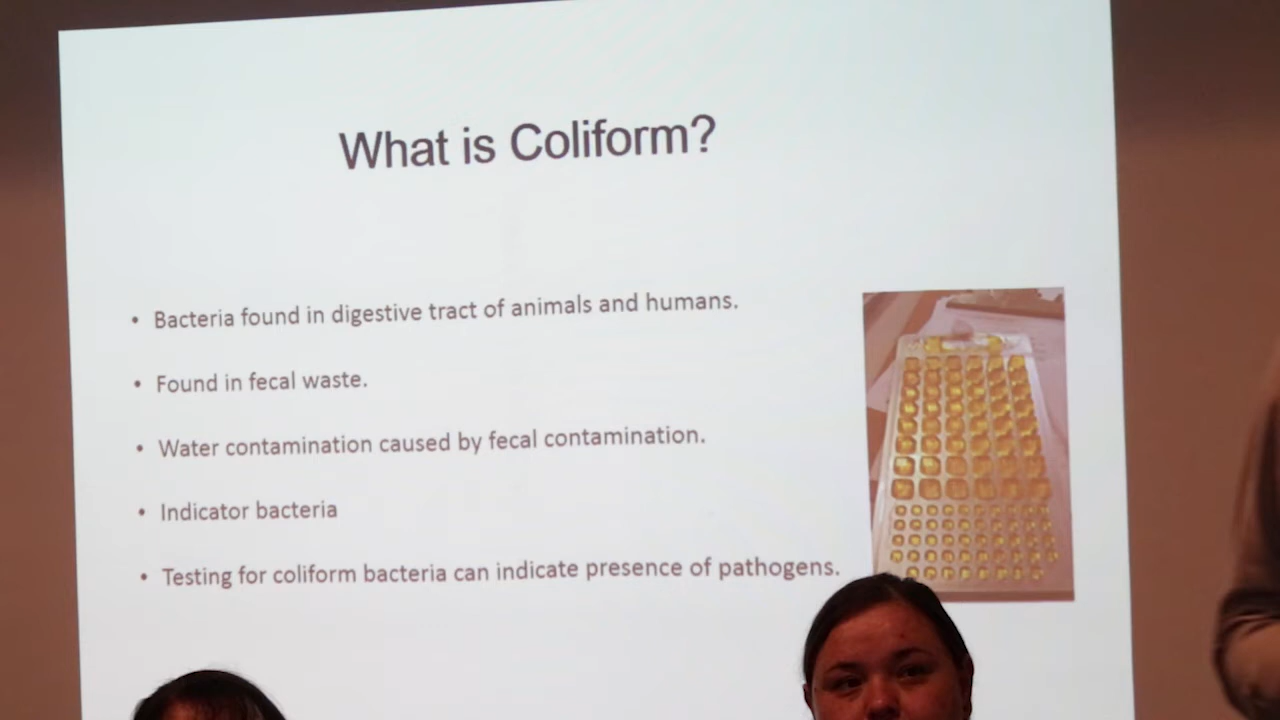 What is Coliform?
• Bacteria found in digestive tract of animals and humans.
• Found in fecal waste.
• Water contamination caused by fecal contamination.
• Indicator bacteria
• Testing for coliform bacteria can indicate presence of pathogens.